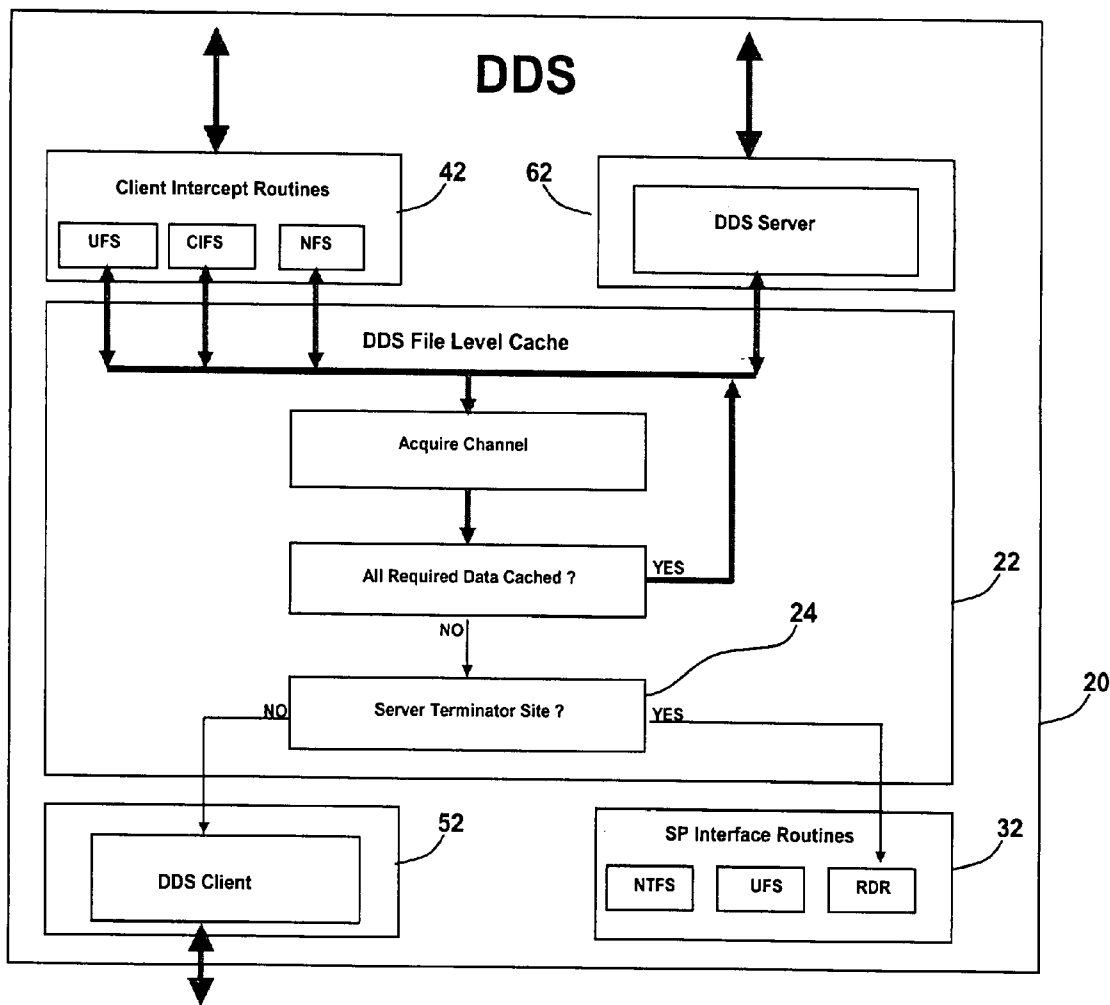 DDS
Client Intercept Routines
42
UFS
CIFS
NFS
62
DDS Server
DDS File Level Cache
Acquire Channel
All Required Data Cached ?
YES
22
NO
24
Server Terminator Site ?
NO
YES
20
52
DDS Client
SP Interface Routines
32
NTFS
UFS
RDR